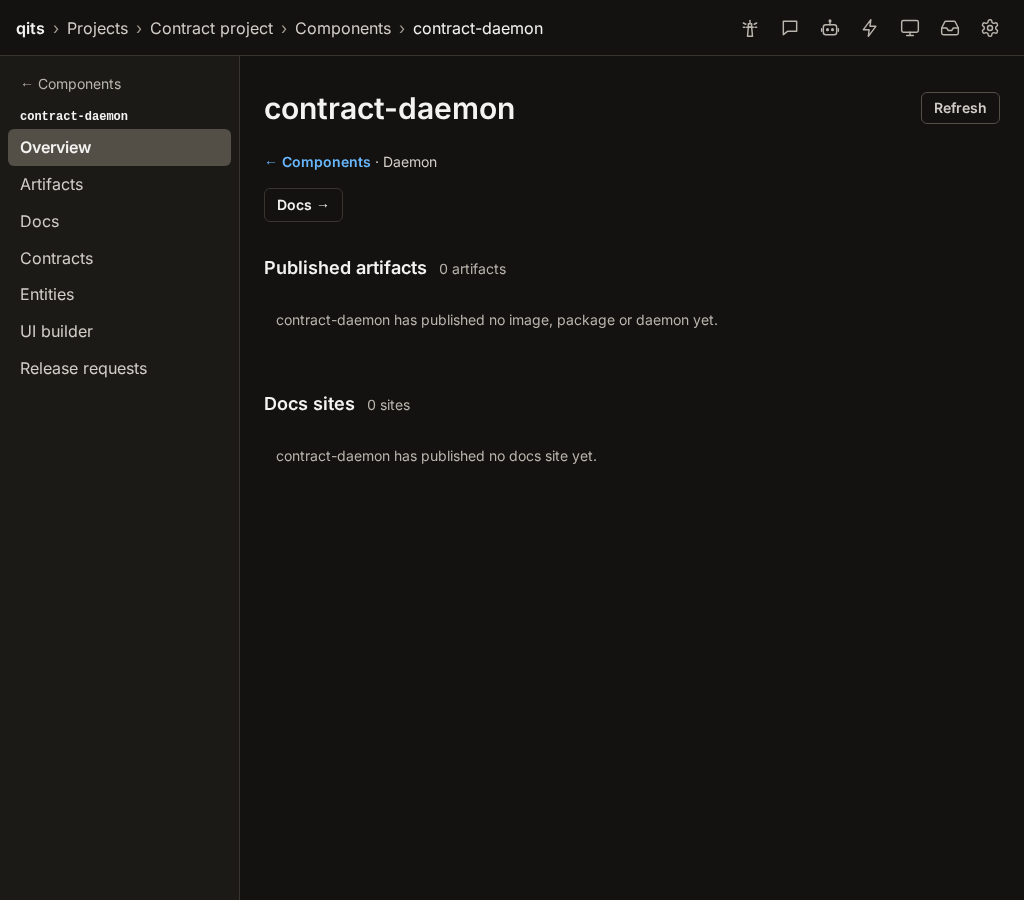 qits › Projects › Contract project › Components › contract-daemon
← Components
contract-daemon
Overview
Artifacts
Docs
Contracts
Entities
UI builder
Release requests
contract-daemon
Refresh
← Components · Daemon
Docs →
Published artifacts 0 artifacts
contract-daemon has published no image, package or daemon yet.
Docs sites 0 sites
contract-daemon has published no docs site yet.